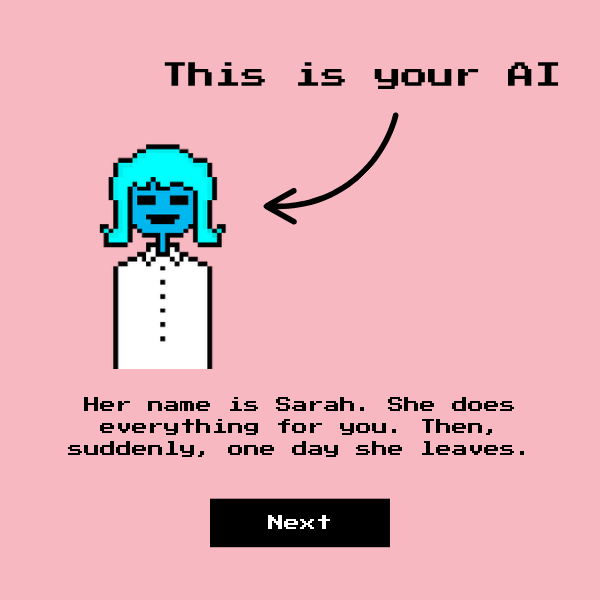 This is your AI
Her name is Sarah. She does
everything for you. Then,
suddenly, one day she leaves.
Next